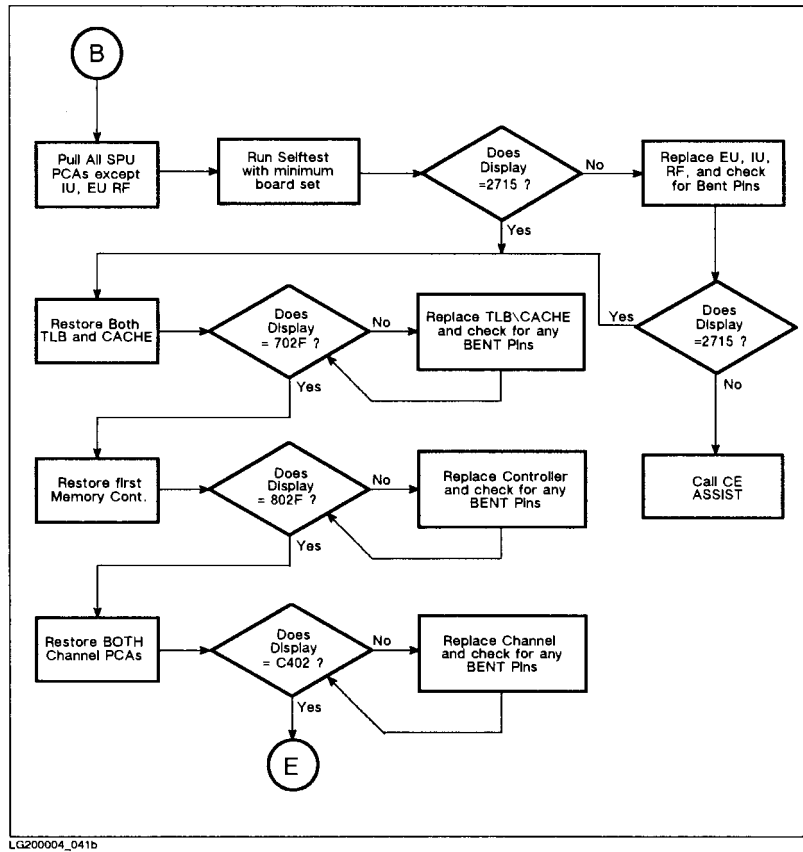 B
Pull All SPU
PCAs except
IU, EU RF
Run Selftest
with minimum
board set
Does
Display
=2715 ?
No
Yes
Replace EU, IU,
RF, and check
for Bent Pins
Restore Both
TLB and CACHE
Does
Display
= 702F ?
No
Yes
Replace TLB\CACHE
and check for any
BENT Pins
Yes
Does
Display
=2715 ?
No
Restore first
Memory Cont.
Does
Display
= 802F ?
No
Yes
Replace Controller
and check for any
BENT Pins
Call CE
ASSIST
Restore BOTH
Channel PCAs
Does
Display
= C402 ?
No
Yes
Replace Channel
and check for any
BENT Pins
E
LG200004_041b